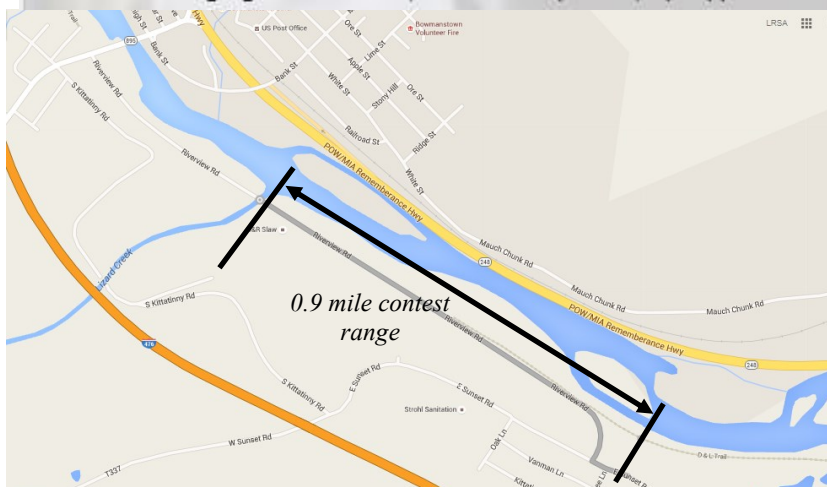 LRSA
Hwy
US Post Office
Bowmanstown
Volunteer Fire
895
Bank St
Ore St
Lime St
Apple St
Bank St
White St
Stony Hill
Ore St
S Kittatinny Rd
Riverview Rd
Railroad St
Ridge St
Riverview Rd
POW/MIA Rememberance Hwy
White St
&R Slaw
Riverview Rd
Mauch Chunk Rd
248
Lizard Creek
S Kittatinny Rd
0.9 mile contest
range
Riverview Rd
POW/MIA Rememberance Hwy
Mauch Chunk Rd
Mauch Chunk Rd
476
248
E Sunset Rd
S Kittatinny Rd
E Sunset Rd
Riverview Rd
Strohl Sanitation
W Sunset Rd
Oak Ln
D & L Trail
Vanman Ln
T337